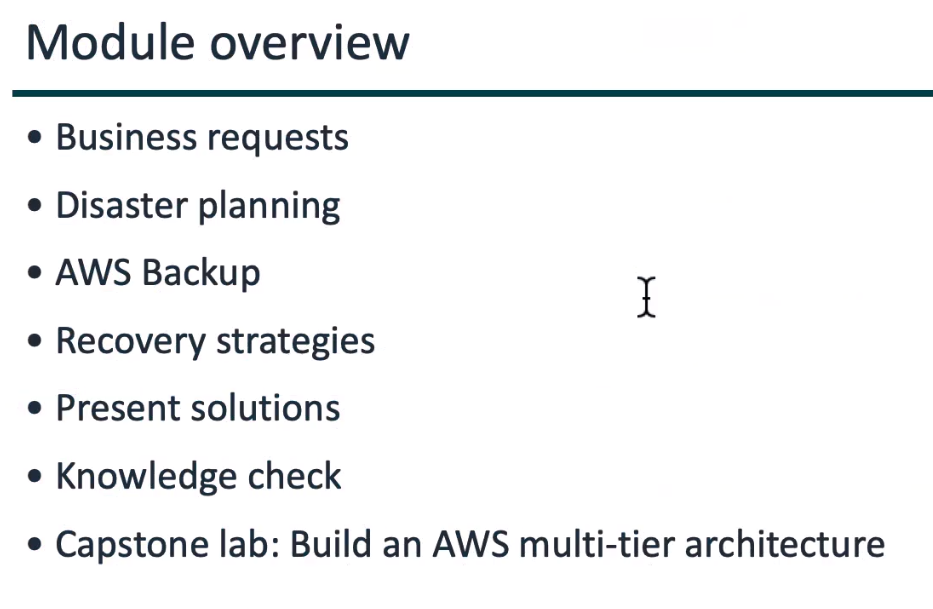 Module overview
• Business requests
• Disaster planning
• AWS Backup
• Recovery strategies
• Present solutions
• Knowledge check
• Capstone lab: Build an AWS multi-tier architecture